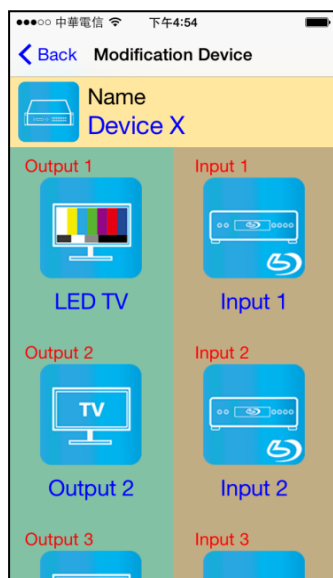 中華電信 下午4:54
Back Modification Device
Name
Device X
Output 1 Input 1
LED TV Input 1
Output 2 Input 2
TV
Output 2 Input 2
Output 3 Input 3